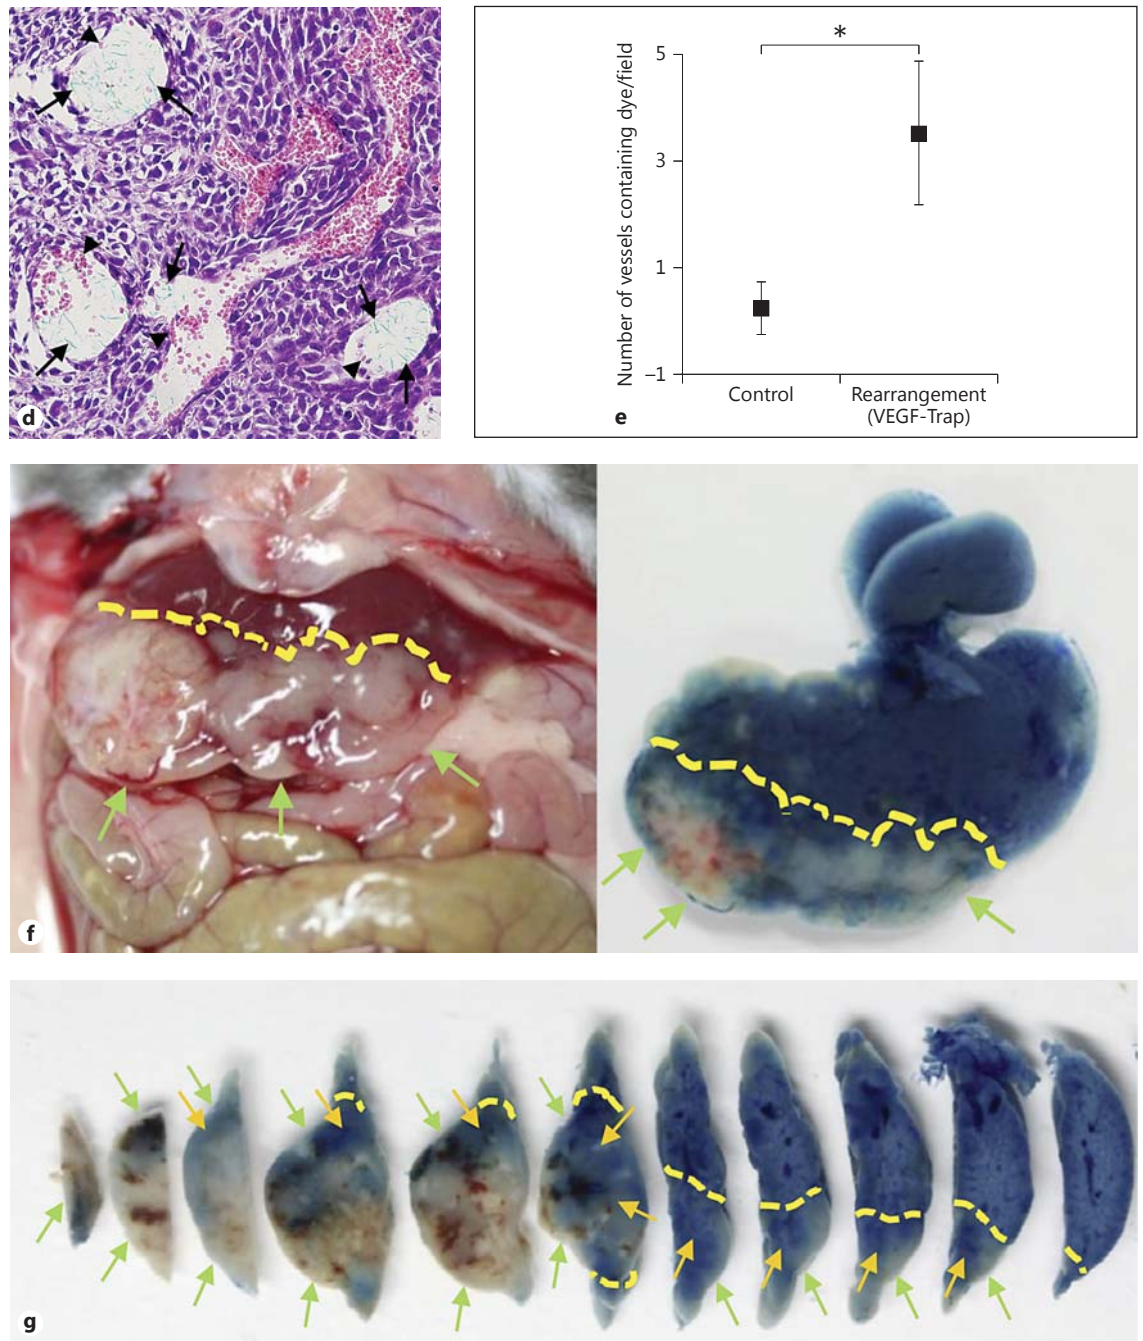 d
Number of vessels containing dye/field
5
3
1
–1
*
Control
Rearrangement
(VEGF-Trap)
e
f
g